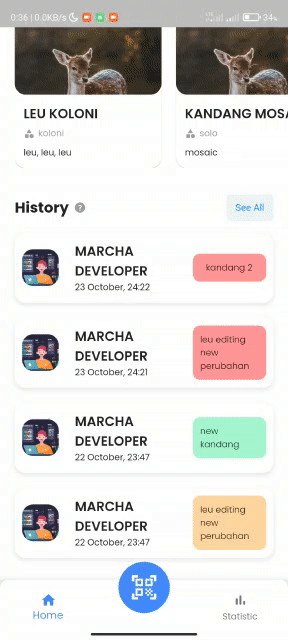 0:36 | 0.0KB/s
34%
LEU KOLONI
KANDANG MOSA
koloni
solo
leu, leu, leu
mosaic
History ?
See All
MARCHA
DEVELOPER
23 October, 24:22
kandang 2
MARCHA
DEVELOPER
23 October, 24:21
leu editing
new
perubahan
MARCHA
DEVELOPER
22 October, 23:47
new
kandang
MARCHA
DEVELOPER
22 October, 23:47
leu editing
new
perubahan
Home
Statistic